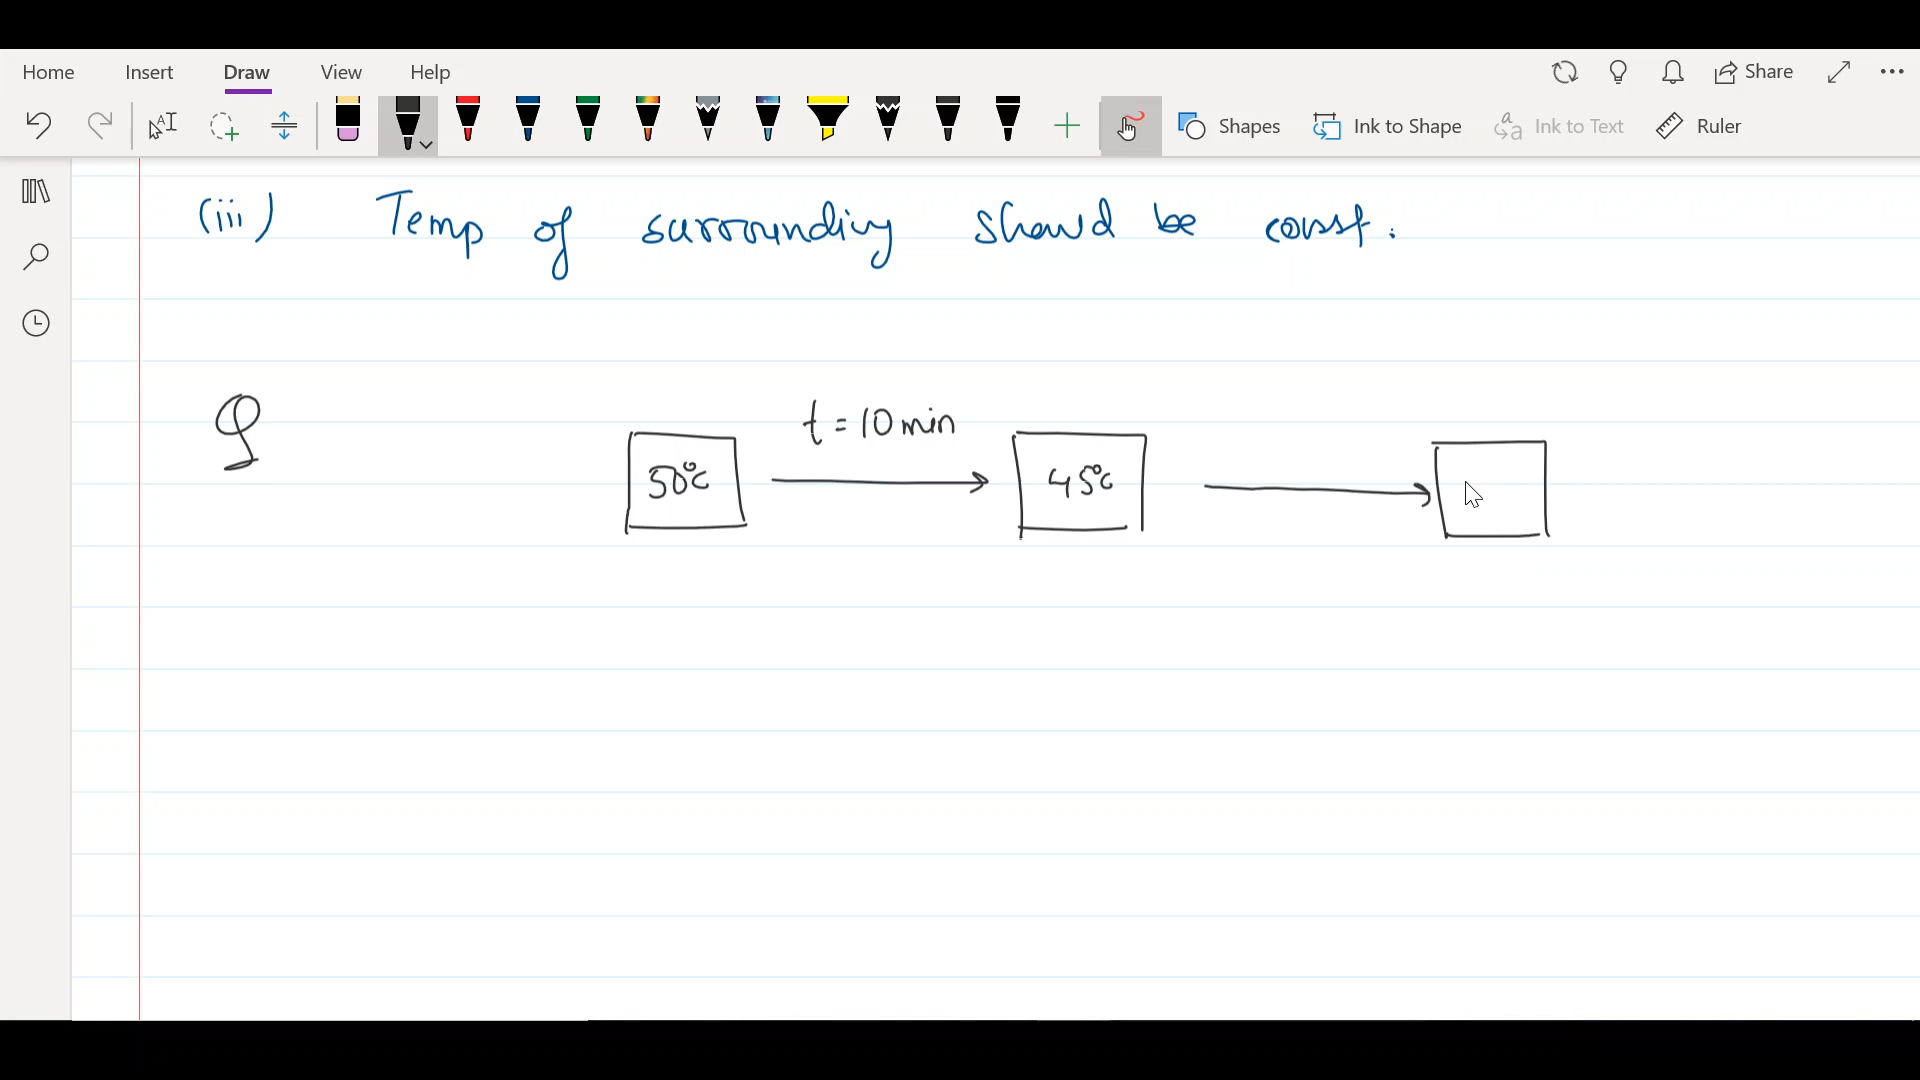 Home Insert Draw View Help Share
Shapes Ink to Shape Ink to Text Ruler
(iii) Temp of surrounding should be const.
Q
t = 10 min
50°C 45°C